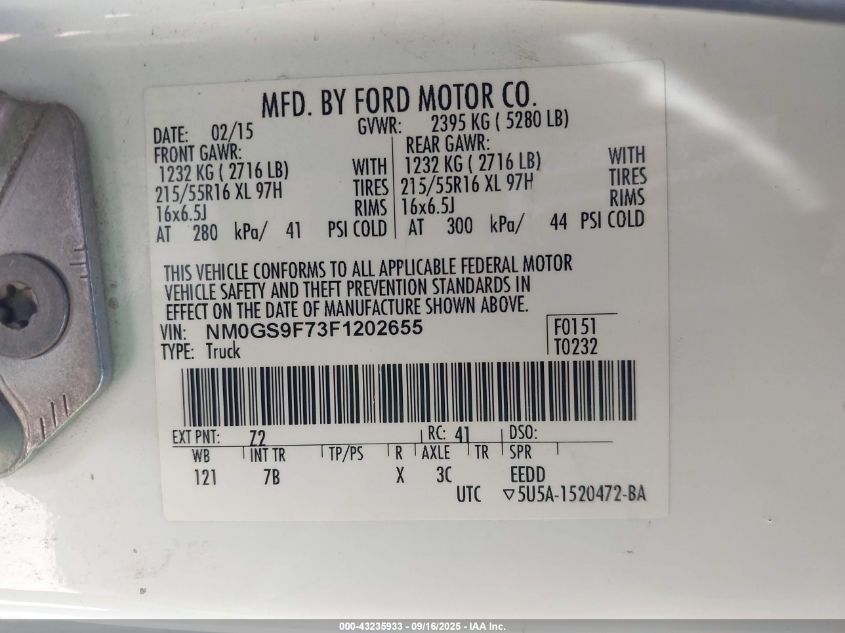 MFD. BY FORD MOTOR CO.
DATE: 02/15 GVWR: 2395 KG ( 5280 LB)
FRONT GAWR: REAR GAWR:
1232 KG ( 2716 LB) WITH 1232 KG ( 2716 LB) WITH
215/55R16 XL 97H TIRES 215/55R16 XL 97H TIRES
16x6.5J RIMS 16x6.5J RIMS
AT 280 kPa/ 41 PSI COLD AT 300 kPa/ 44 PSI COLD
THIS VEHICLE CONFORMS TO ALL APPLICABLE FEDERAL MOTOR
VEHICLE SAFETY AND THEFT PREVENTION STANDARDS IN
EFFECT ON THE DATE OF MANUFACTURE SHOWN ABOVE.
VIN: NM0GS9F73F1202655 F0151
TYPE: Truck T0232
EXT PNT: Z2 RC: 41 DSO:
WB INT TR TP/PS R AXLE TR SPR
121 7B X 3C EEDD
UTC ▽5U5A-1520472-BA
000-43235933 - 09/16/2025 - IAA Inc.